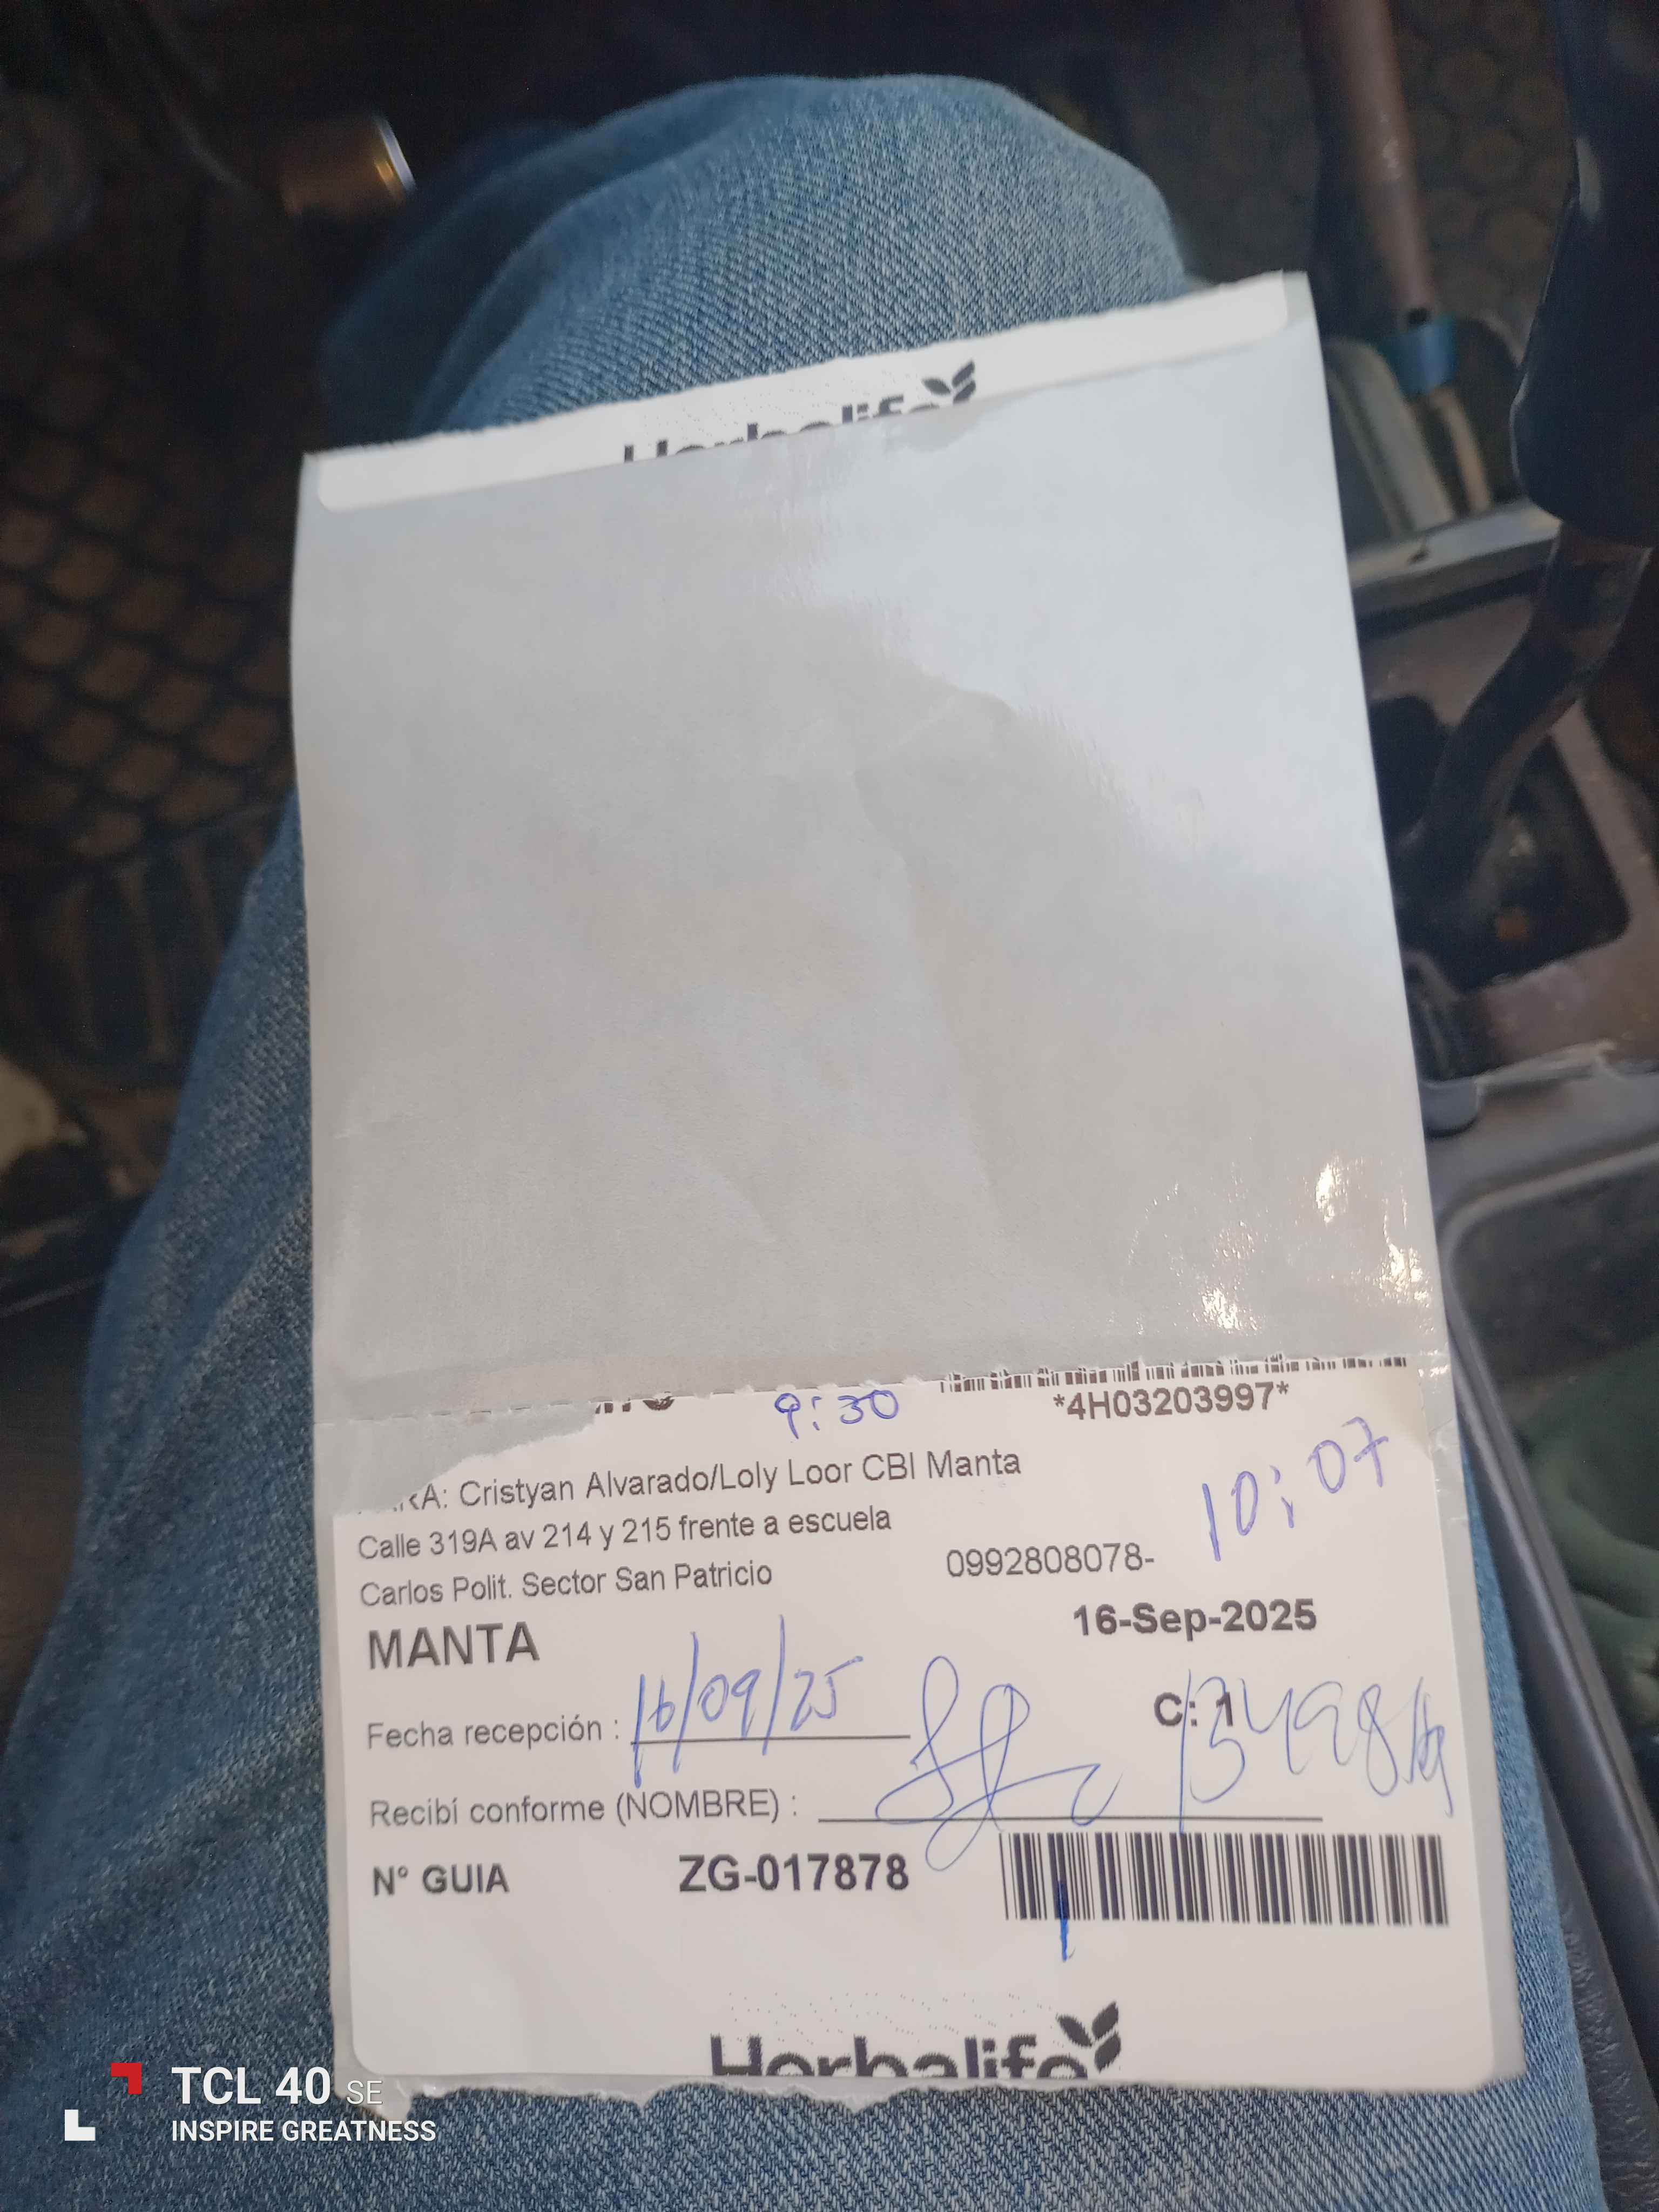 Herbalife
9:30
*4H03203997*
PARA: Cristyan Alvarado/Loly Loor CBI Manta
10:07
Calle 319A av 214 y 215 frente a escuela
Carlos Polit. Sector San Patricio
0992808078-
MANTA
16-Sep-2025
Fecha recepción : 16/09/25
C: 1
Recibí conforme (NOMBRE) :
N° GUIA ZG-017878
Herbalife
TCL 40 SE
INSPIRE GREATNESS